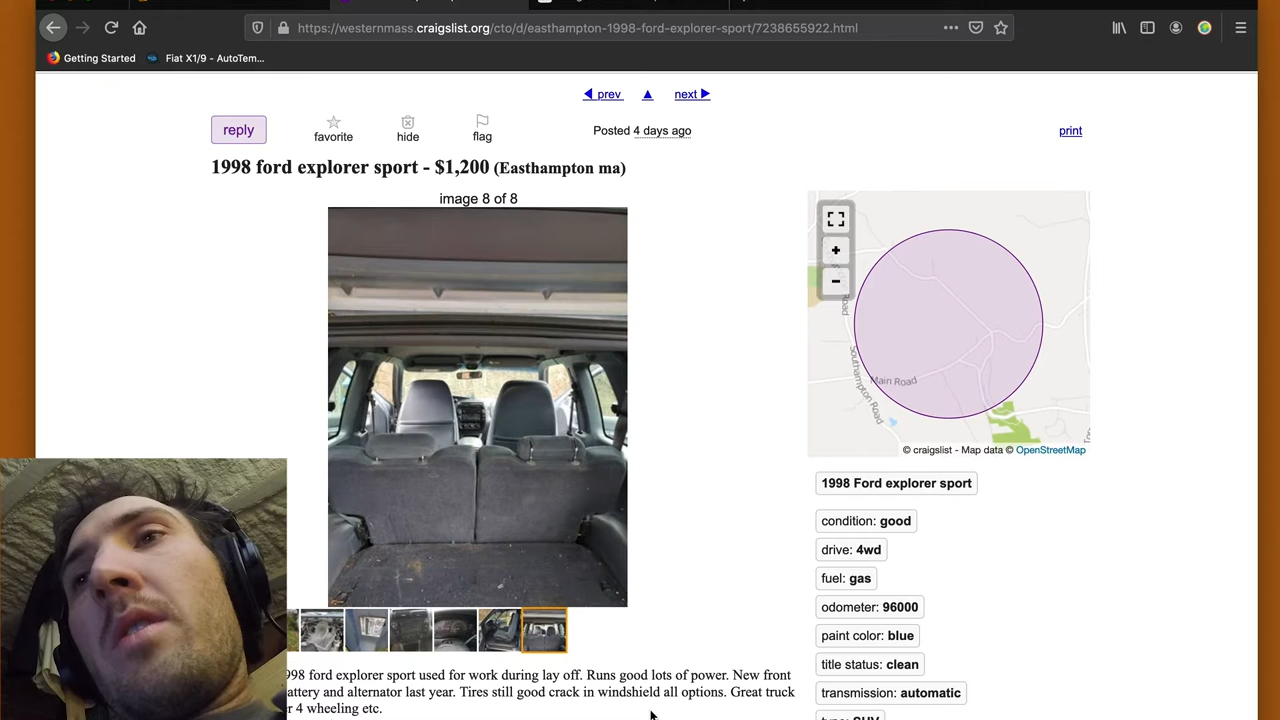 https://westernmass.craigslist.org/cto/d/easthampton-1998-ford-explorer-sport/7238655922.html
Getting Started
Fiat X1/9 - AutoTem...
prev
next
reply
favorite
hide
flag
Posted 4 days ago
print
1998 ford explorer sport - $1,200 (Easthampton ma)
image 8 of 8
+
-
Main Road
Southampton Road
© craigslist - Map data © OpenStreetMap
1998 Ford explorer sport
condition: good
drive: 4wd
fuel: gas
odometer: 96000
paint color: blue
title status: clean
transmission: automatic
type: SUV
998 ford explorer sport used for work during lay off. Runs good lots of power. New front
attery and alternator last year. Tires still good crack in windshield all options. Great truck
r 4 wheeling etc.